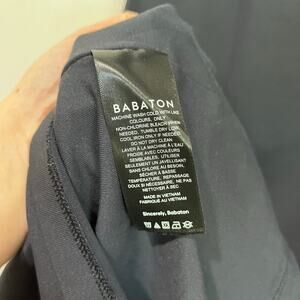 BABATON
MACHINE WASH COLD WITH LIKE
COLOURS, ONLY
NON-CHLORINE BLEACH WHEN
NEEDED, TUMBLE DRY LOW,
COOL IRON ONLY IF NEEDED
DO NOT DRY CLEAN
LAVER À LA MACHINE À L'EAU
FROIDE AVEC COULEURS
SEMBLABLES, UTILISER
SEULEMENT UN JAVELLISANT
SANS CHLORE AU BESOIN
SÉCHER À BASSE
TEMPÉRATURE, REPASSAGE
DOUX SI NÉCESSAIRE, NE PAS
NETTOYER À SEC
MADE IN VIETNAM
FABRIQUÉ AU VIETNAM
Sincerely, Babaton